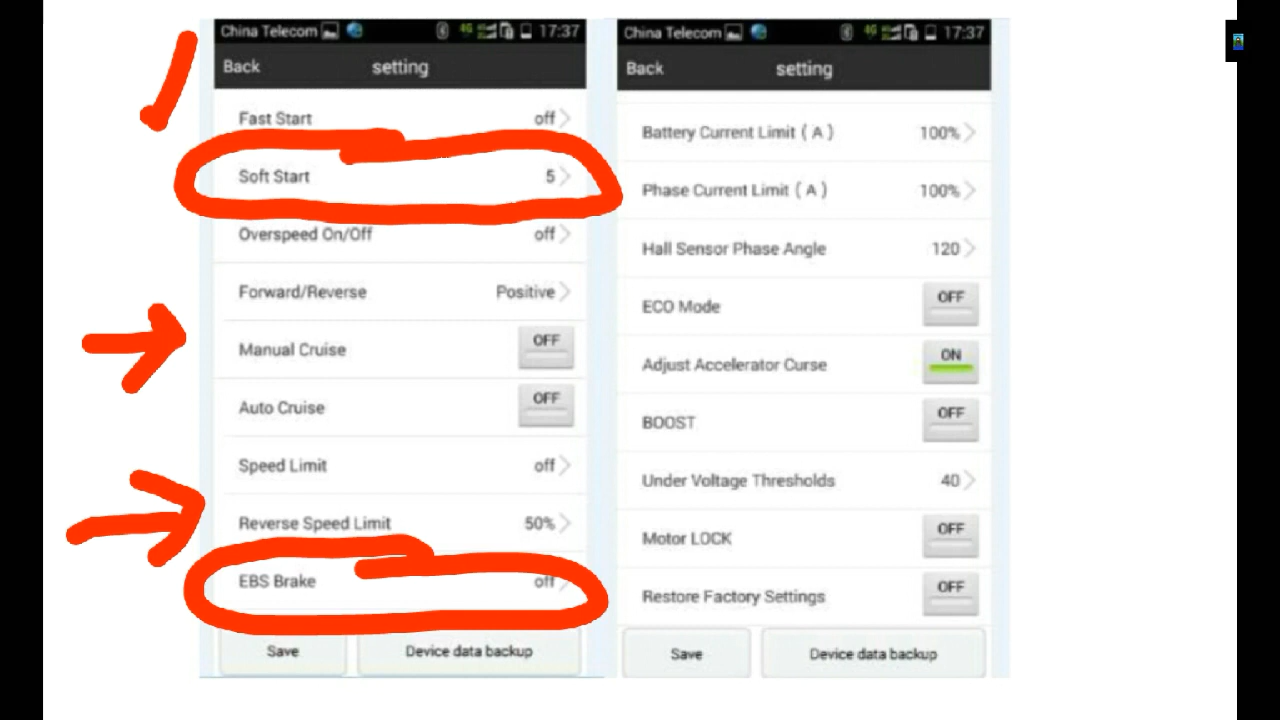 China Telecom 4G 17:37
Back setting
Fast Start off
Soft Start 5
Overspeed On/Off off
Forward/Reverse Positive
Manual Cruise OFF
Auto Cruise OFF
Speed Limit off
Reverse Speed Limit 50%
EBS Brake off
Save Device data backup
China Telecom 4G 17:37
Back setting
Battery Current Limit ( A ) 100%
Phase Current Limit ( A ) 100%
Hall Sensor Phase Angle 120
ECO Mode OFF
Adjust Accelerator Curse ON
BOOST OFF
Under Voltage Thresholds 40
Motor LOCK OFF
Restore Factory Settings OFF
Save Device data backup